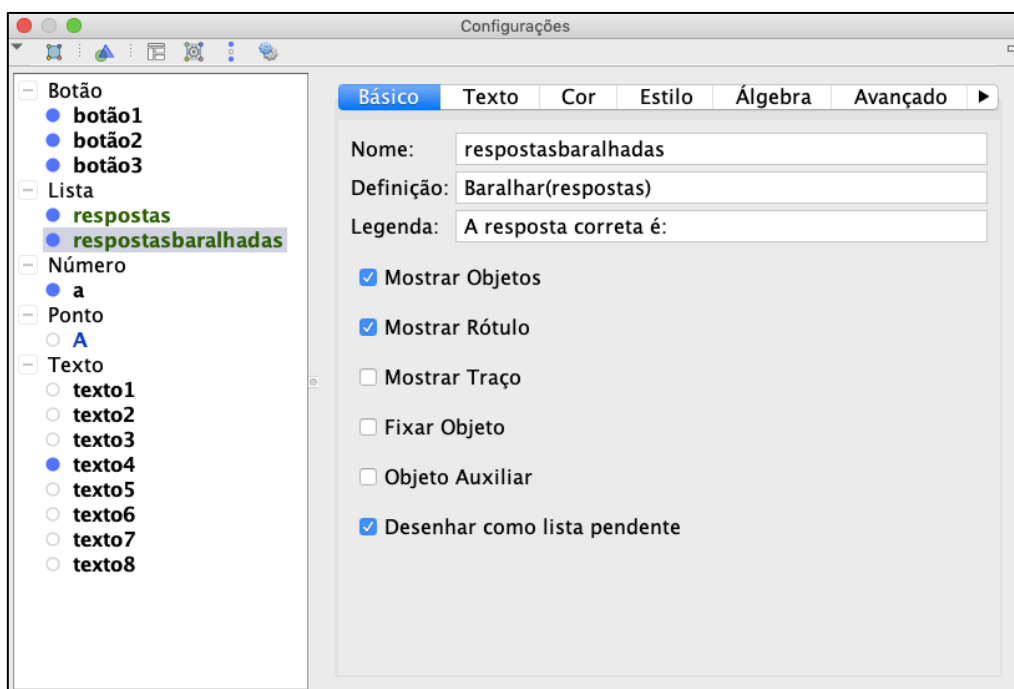 Configurações
Botão
botão1
botão2
botão3
Lista
respostas
respostasbaralhadas
Número
a
Ponto
A
Texto
texto1
texto2
texto3
texto4
texto5
texto6
texto7
texto8
Básico Texto Cor Estilo Álgebra Avançado
Nome: respostasbaralhadas
Definição: Baralhar(respostas)
Legenda: A resposta correta é:
Mostrar Objetos
Mostrar Rótulo
Mostrar Traço
Fixar Objeto
Objeto Auxiliar
Desenhar como lista pendente